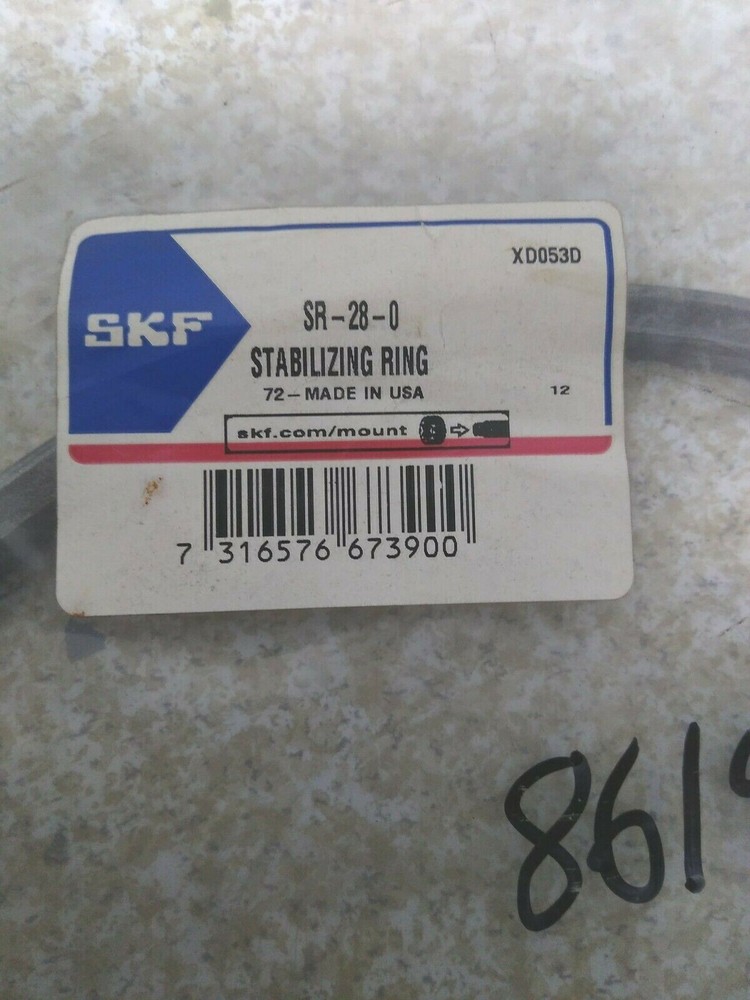 XD053D
SKF
SR-28-0
STABILIZING RING
72-MADE IN USA
12
skf.com/mount
7 316576 673900
861